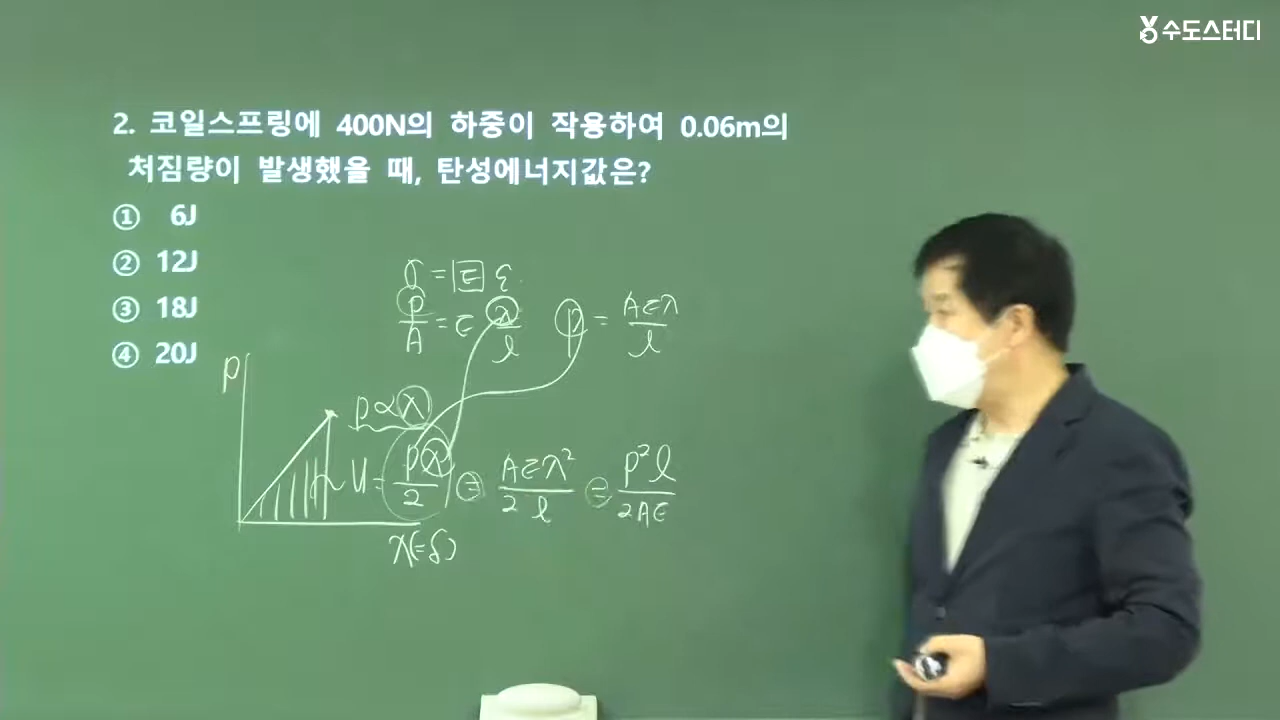 수도스터디
2. 코일스프링에 400N의 하중이 작용하여 0.06m의
처짐량이 발생했을 때, 탄성에너지값은?
① 6J
② 12J
③ 18J
④ 20J
σ = E ε
P/A = E λ/l P = AEλ/l
P
P ∝ λ
U = Pλ/2 = AEλ²/2l = P²l/2AE
λ(=δ)